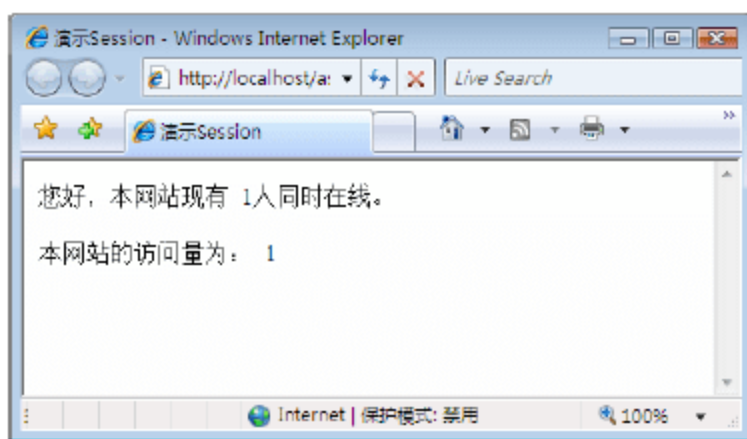 演示Session - Windows Internet Explorer
http://localhost/a
Live Search
演示Session
您好，本网站现有 1人同时在线。
本网站的访问量为： 1
Internet | 保护模式: 禁用
100%